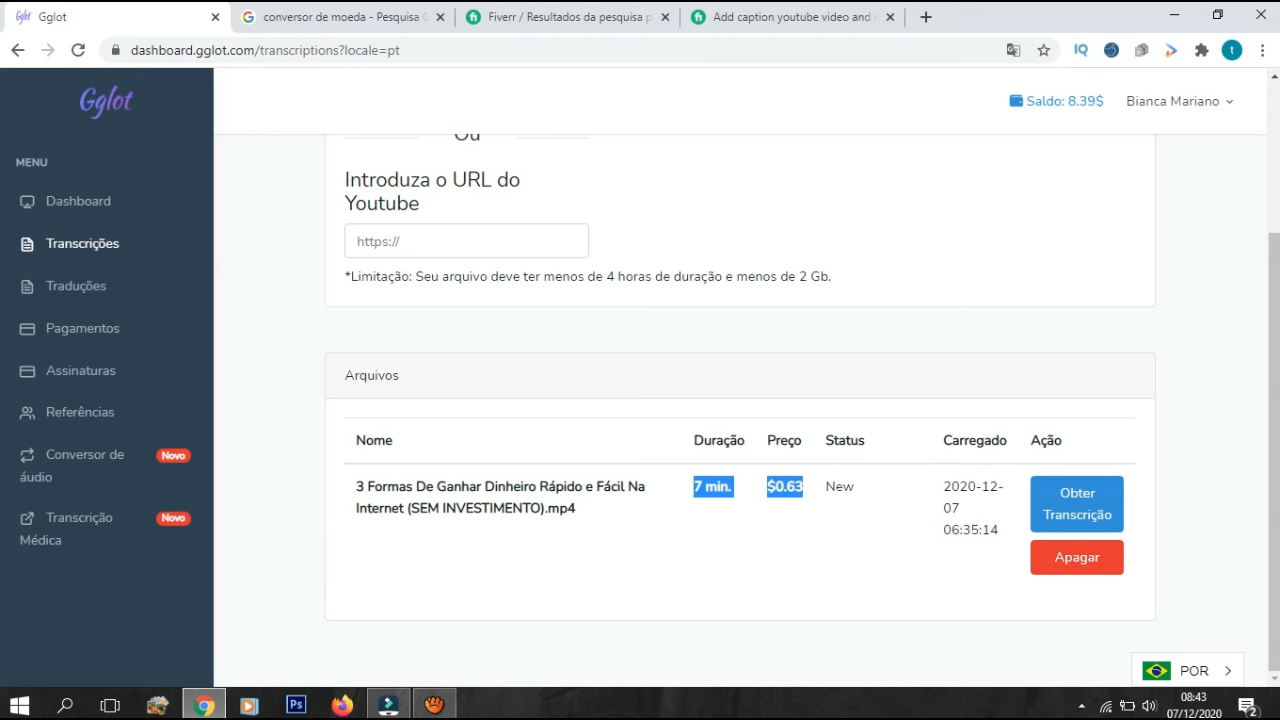 Gglot
conversor de moeda - Pesquisa G
Fiverr / Resultados da pesquisa p
Add caption youtube video and
dashboard.gglot.com/transcriptions?locale=pt
IQ
t
Gglot
Saldo: 8.39$
Bianca Mariano
MENU
Dashboard
Transcrições
Traduções
Pagamentos
Assinaturas
Referências
Conversor de
áudio
Novo
Transcrição
Médica
Novo
Ou
Introduza o URL do
Youtube
https://
*Limitação: Seu arquivo deve ter menos de 4 horas de duração e menos de 2 Gb.
Arquivos
Nome Duração Preço Status Carregado Ação
3 Formas De Ganhar Dinheiro Rápido e Fácil Na
Internet (SEM INVESTIMENTO).mp4
7 min.
$0.63
New
2020-12-
07
06:35:14
Obter
Transcrição
Apagar
POR
Ps
08:43
07/12/2020
2